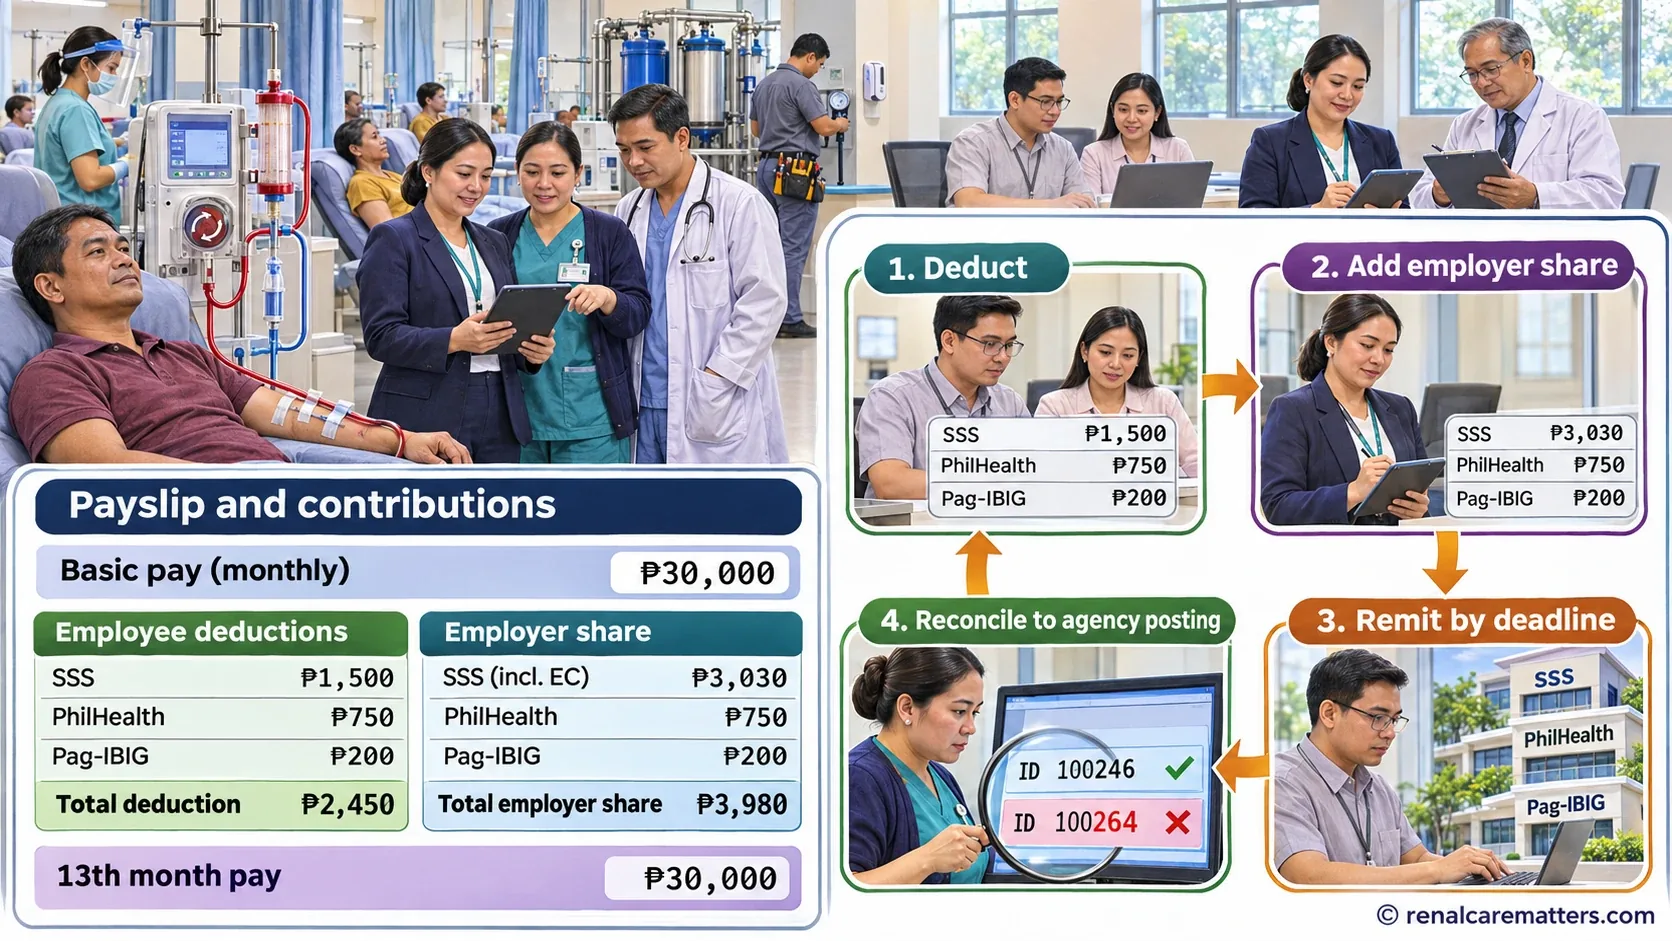 Payslip and contributions
Basic pay (monthly) ₱30,000
Employee deductions
SSS ₱1,500
PhilHealth ₱750
Pag-IBIG ₱200
Total deduction ₱2,450
Employer share
SSS (incl. EC) ₱3,030
PhilHealth ₱750
Pag-IBIG ₱200
Total employer share ₱3,980
13th month pay ₱30,000
1. Deduct
SSS ₱1,500
PhilHealth ₱750
Pag-IBIG ₱200
2. Add employer share
SSS ₱3,030
PhilHealth ₱750
Pag-IBIG ₱200
3. Remit by deadline
SSS
PhilHealth
Pag-IBIG
4. Reconcile to agency posting
ID 100246 ✓
ID 100264 ✗
© renalcarematters.com